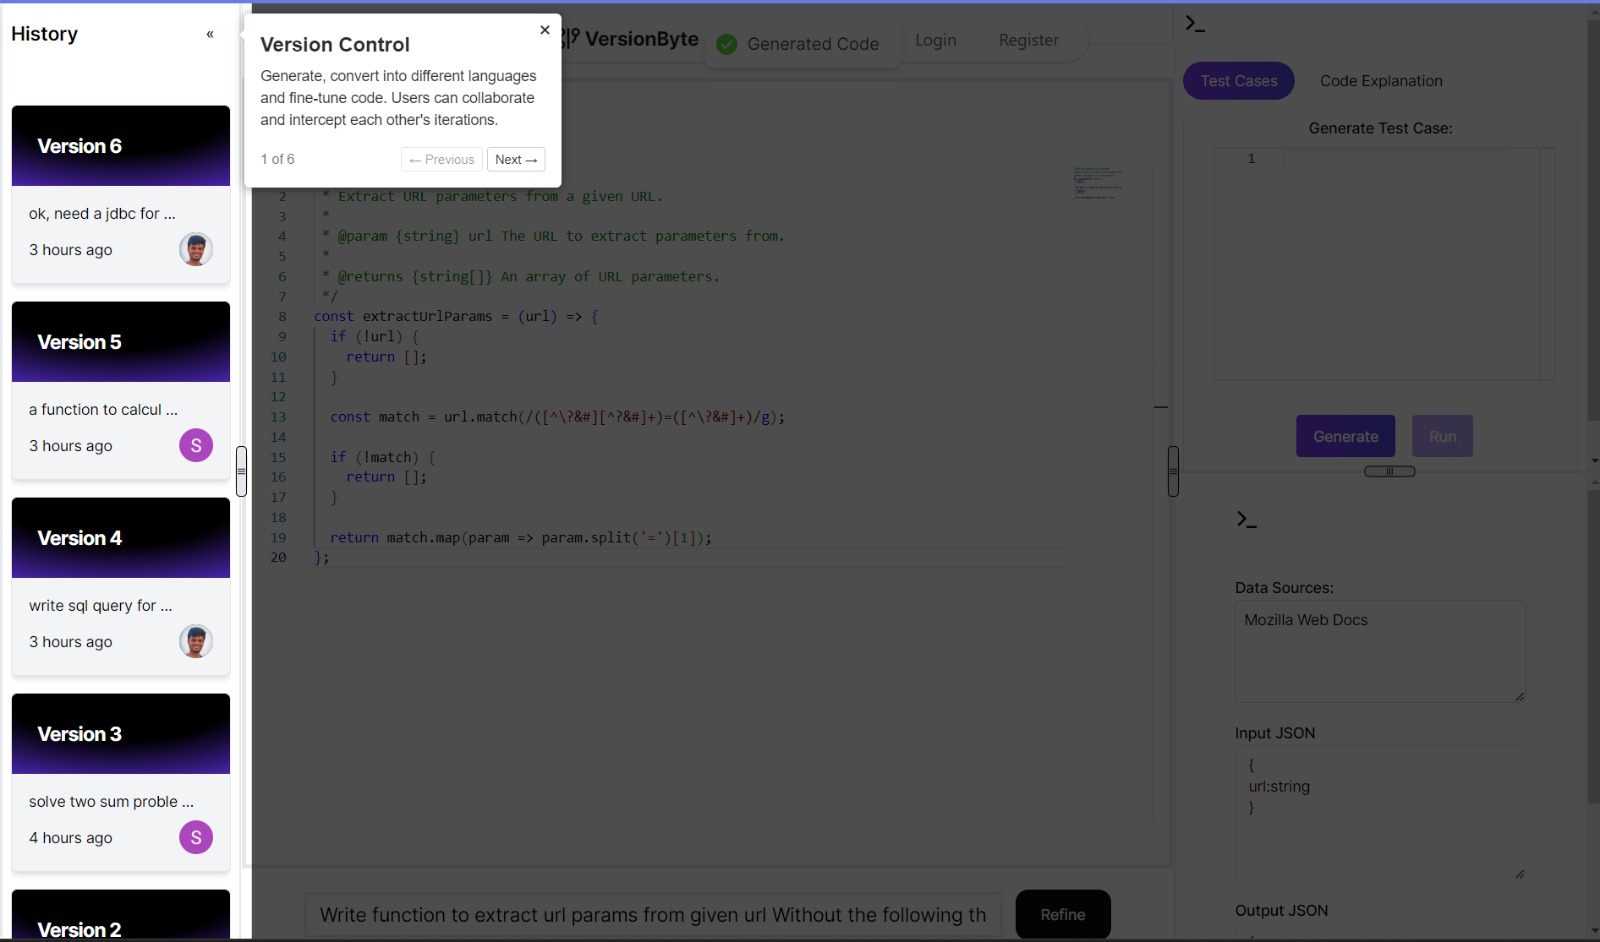 History «
Version 6
ok, need a jdbc for ...
3 hours ago
Version 5
a function to calcul ...
3 hours ago
S
Version 4
write sql query for ...
3 hours ago
Version 3
solve two sum proble ...
4 hours ago
S
Version 2
Version Control ×
Generate, convert into different languages
and fine-tune code. Users can collaborate
and intercept each other's iterations.
1 of 6 ← Previous Next →
VersionByte Generated Code Login Register
2 * Extract URL parameters from a given URL.
3 *
4 * @param {string} url The URL to extract parameters from.
5 *
6 * @returns {string[]} An array of URL parameters.
7 */
8 const extractUrlParams = (url) => {
9 if (!url) {
10 return [];
11 }
12
13 const match = url.match(/([^\?&#][^?&#]+)=([^\?&#]+)/g);
14
15 if (!match) {
16 return [];
17 }
18
19 return match.map(param => param.split('=')[1]);
20 };
Write function to extract url params from given url Without the following th
Refine
>_
Test Cases Code Explanation
Generate Test Case:
1
Generate Run
>_
Data Sources:
Mozilla Web Docs
Input JSON
{
url:string
}
Output JSON